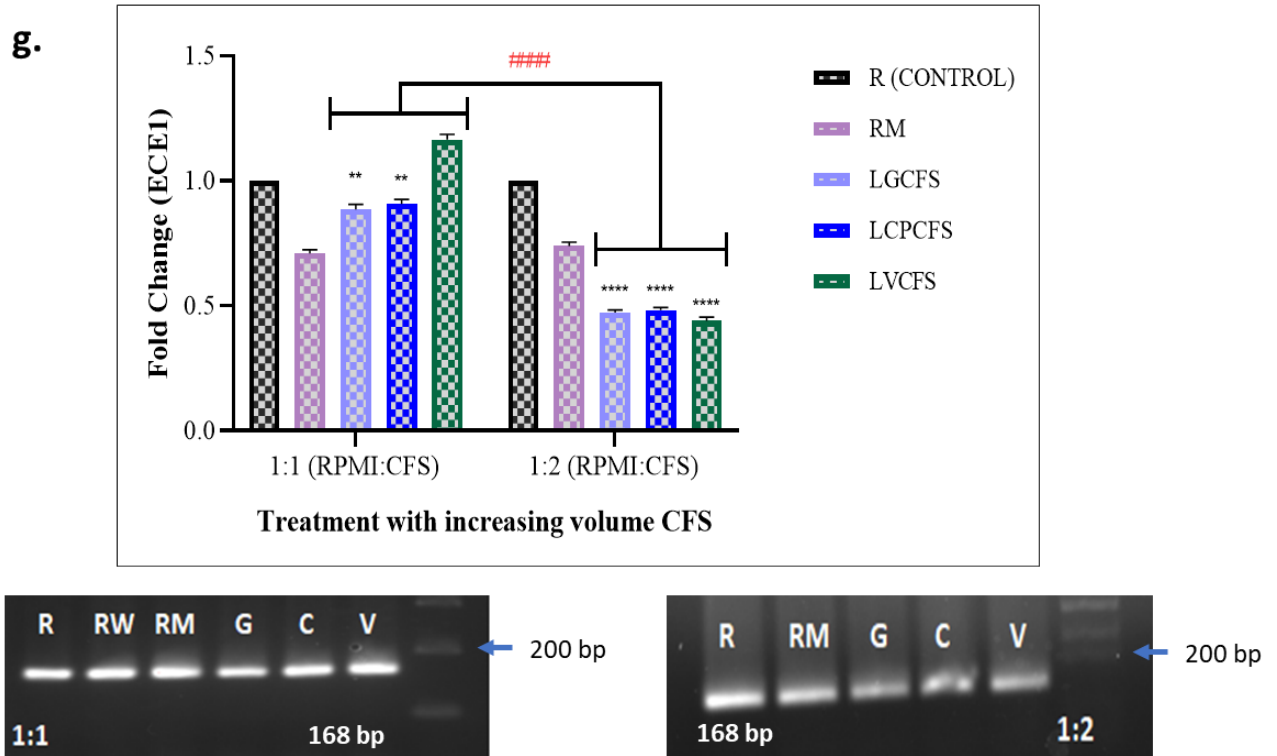 g.
Fold Change (ECE1)
1.5
1.0
0.5
0.0
####
**
**
****
****
****
1:1 (RPMI:CFS)
1:2 (RPMI:CFS)
Treatment with increasing volume CFS
R (CONTROL)
RM
LGCFS
LCPCFS
LVCFS
R RW RM G C V
200 bp
1:1
168 bp
R RM G C V
200 bp
168 bp
1:2